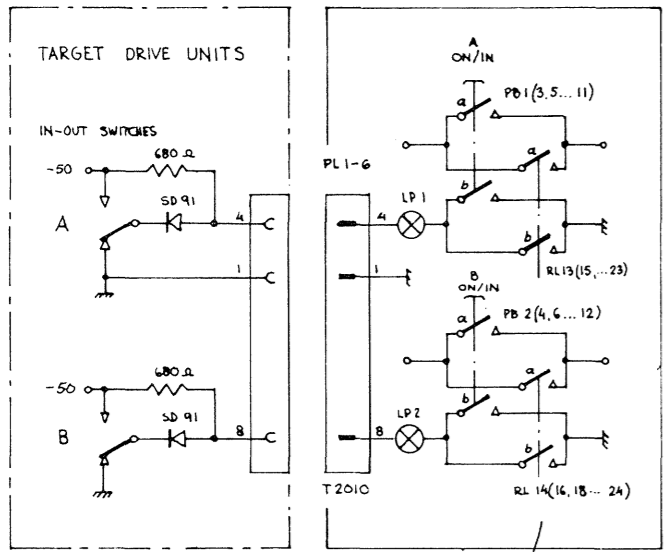 TARGET DRIVE UNITS
IN-OUT SWITCHES
-50
680 Ω
SD 91
A
4
1
-50
680 Ω
SD 91
B
8
PL 1-6
4
LP 1
1
8
LP 2
T2010
A
ON/IN
a
PB 1 (3,5...11)
a
b
b
RL 13 (15,...23)
B
ON/IN
a
PB 2 (4,6...12)
a
b
b
RL 14 (16,18...24)